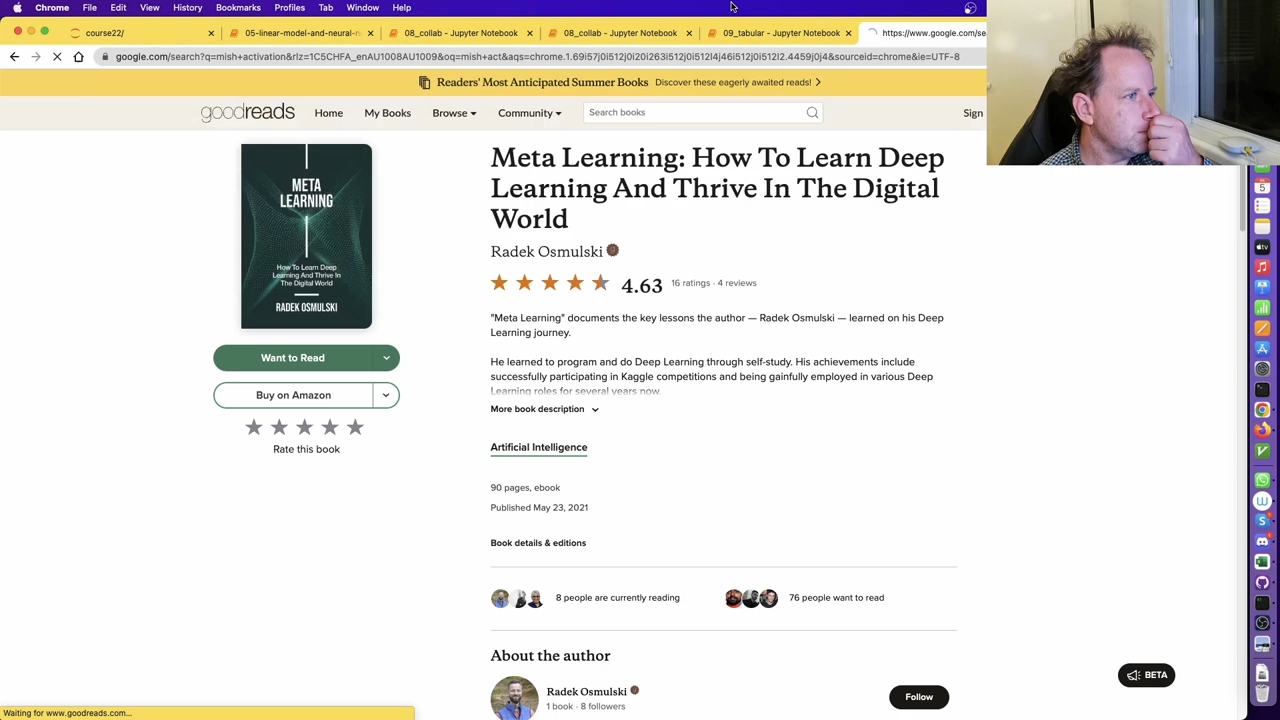 Chrome File Edit View History Bookmarks Profiles Tab Window Help
course22/ × 05-linear-model-and-neural-n × 08_collab - Jupyter Notebook × 08_collab - Jupyter Notebook × 09_tabular - Jupyter Notebook × https://www.google.com/sea
google.com/search?q=mish+activation&rlz=1C5CHFA_enAU1008AU1009&oq=mish+act&aqs=chrome.1.69i57j0i512j0i20i263i512j0i512l4j46i512j0i512l2.4459j0j4&sourceid=chrome&ie=UTF-8
Readers' Most Anticipated Summer Books Discover these eagerly awaited reads!
goodreads Home My Books Browse Community Search books Sign
META
LEARNING
How To Learn Deep
Learning And Thrive In
The Digital World
RADEK OSMULSKI
Want to Read
Buy on Amazon
Rate this book
Meta Learning: How To Learn Deep
Learning And Thrive In The Digital
World
Radek Osmulski
4.63 16 ratings · 4 reviews
"Meta Learning" documents the key lessons the author — Radek Osmulski — learned on his Deep
Learning journey.
He learned to program and do Deep Learning through self-study. His achievements include
successfully participating in Kaggle competitions and being gainfully employed in various Deep
Learning roles for several years now.
More book description
Artificial Intelligence
90 pages, ebook
Published May 23, 2021
Book details & editions
8 people are currently reading 76 people want to read
About the author
Radek Osmulski
1 book · 8 followers
Follow
BETA
Waiting for www.goodreads.com...
5
tv